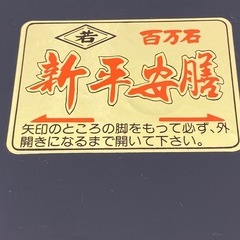 若
百万石
新平安膳
矢印のところの脚をもって必ず、外
開きになるまで開いて下さい。